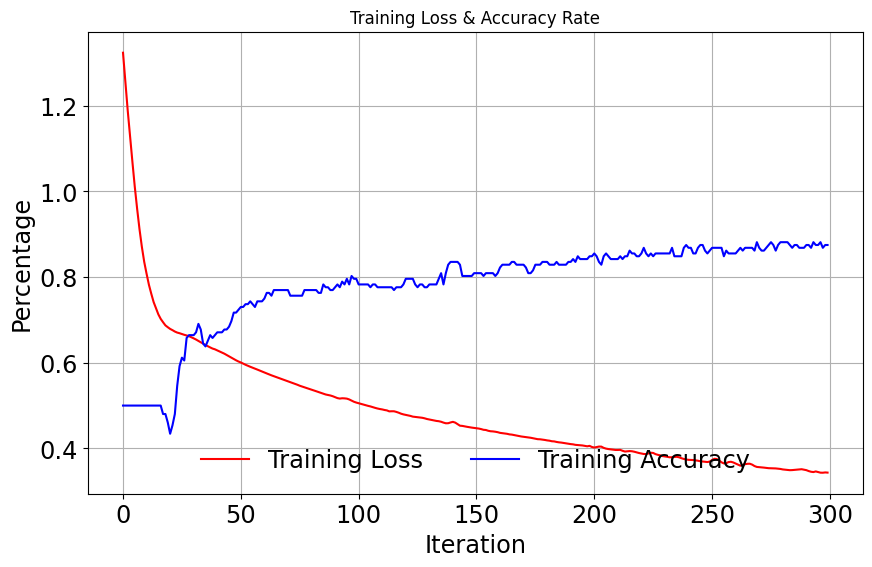 Training Loss & Accuracy Rate
Percentage
1.2
1.0
0.8
0.6
0.4
Training Loss
Training Accuracy
0 50 100 150 200 250 300
Iteration